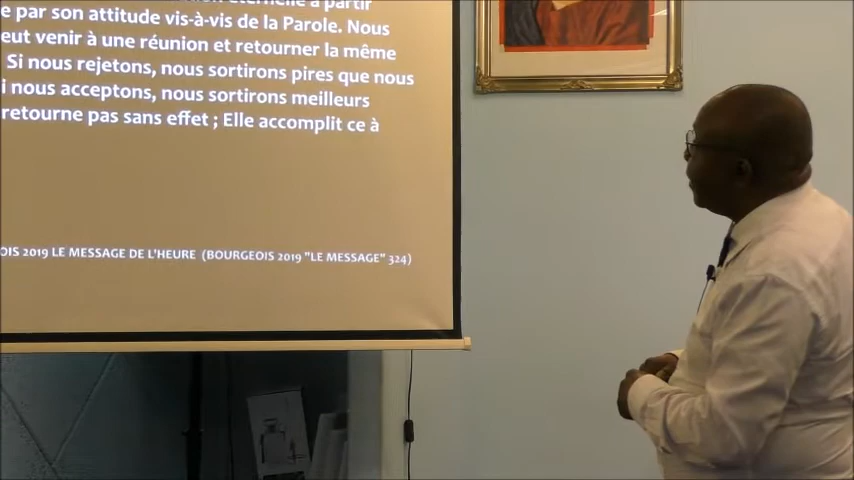 e par son attitude vis-à-vis de la Parole. Nous
eut venir à une réunion et retourner la même
Si nous rejetons, nous sortirons pires que nous
i nous acceptons, nous sortirons meilleurs
retourne pas sans effet ; Elle accomplit ce à
OIS 2019 LE MESSAGE DE L'HEURE (BOURGEOIS 2019 "LE MESSAGE" 324)